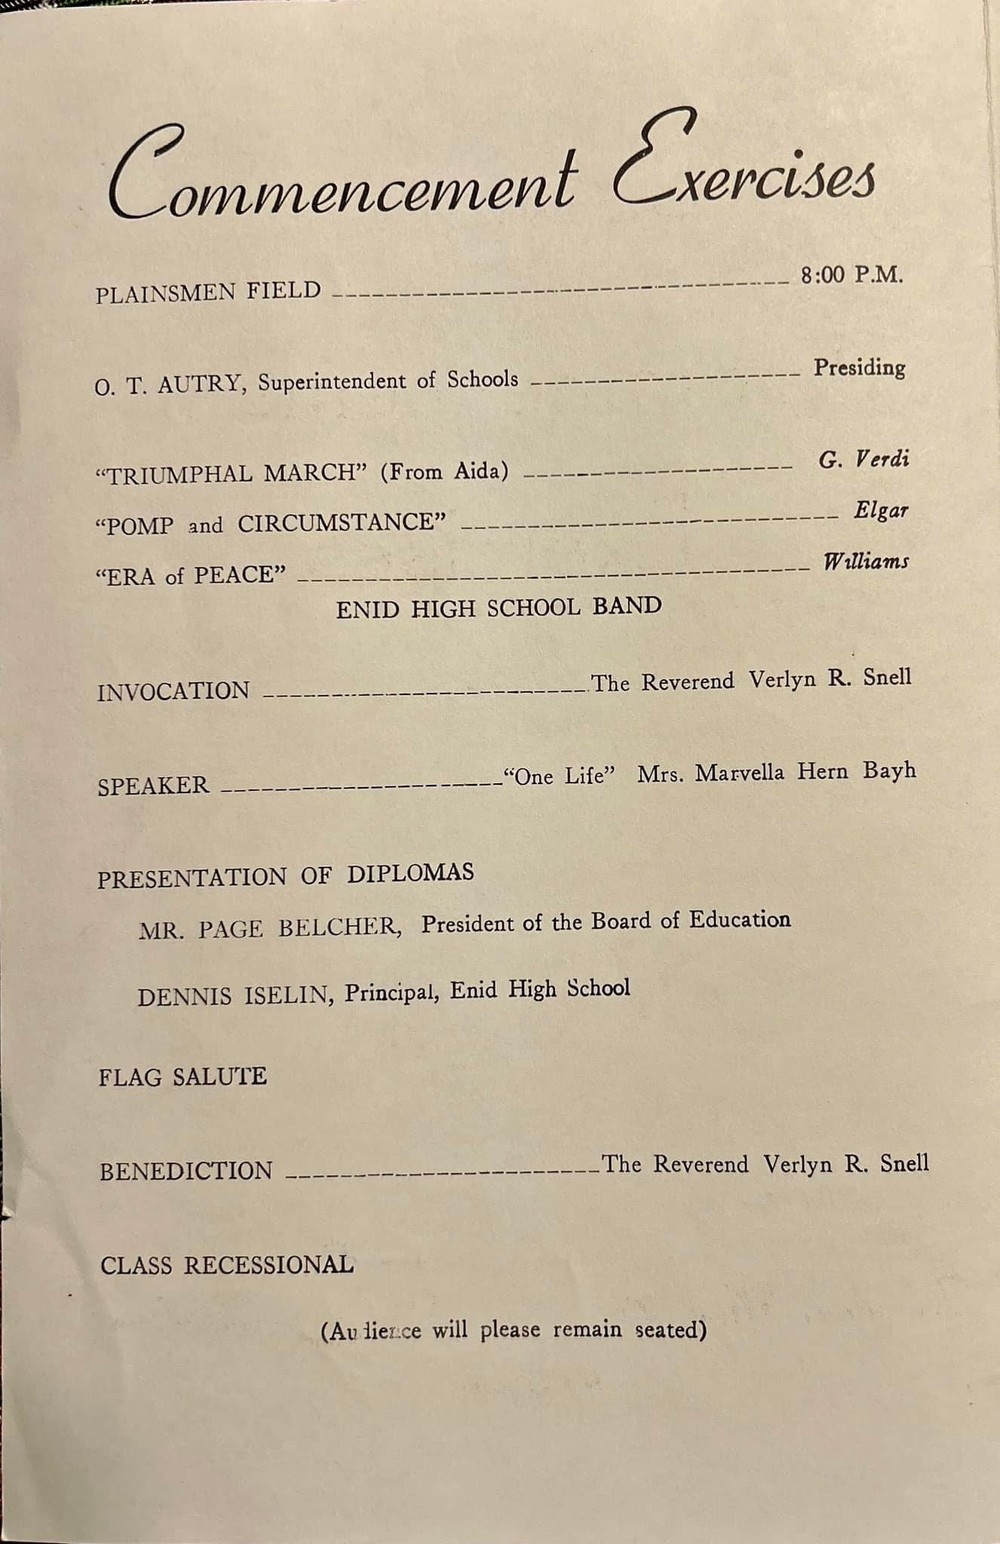 Commencement Exercises
PLAINSMEN FIELD ---------------------------------- 8:00 P.M.
O. T. AUTRY, Superintendent of Schools -------------------- Presiding
"TRIUMPHAL MARCH" (From Aida) -------------------- G. Verdi
"POMP and CIRCUMSTANCE" ---------------------------- Elgar
"ERA of PEACE" -------------------------------------- Williams
ENID HIGH SCHOOL BAND
INVOCATION ------------------------The Reverend Verlyn R. Snell
SPEAKER ---------------------"One Life" Mrs. Marvella Hern Bayh
PRESENTATION OF DIPLOMAS
MR. PAGE BELCHER, President of the Board of Education
DENNIS ISELIN, Principal, Enid High School
FLAG SALUTE
BENEDICTION -----------------------The Reverend Verlyn R. Snell
CLASS RECESSIONAL
(Audience will please remain seated)